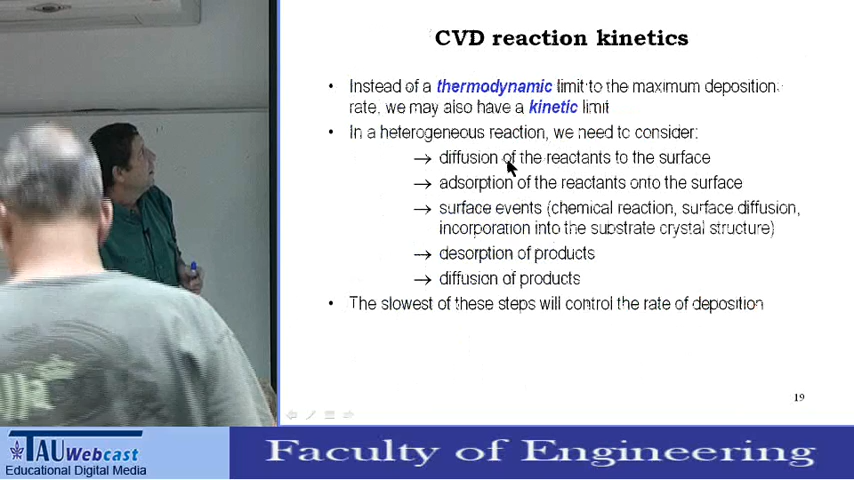 CVD reaction kinetics
• Instead of a thermodynamic limit to the maximum deposition
rate, we may also have a kinetic limit
• In a heterogeneous reaction, we need to consider:
→ diffusion of the reactants to the surface
→ adsorption of the reactants onto the surface
→ surface events (chemical reaction, surface diffusion,
incorporation into the substrate crystal structure)
→ desorption of products
→ diffusion of products
• The slowest of these steps will control the rate of deposition
19
TAU Webcast
Educational Digital Media
Faculty of Engineering